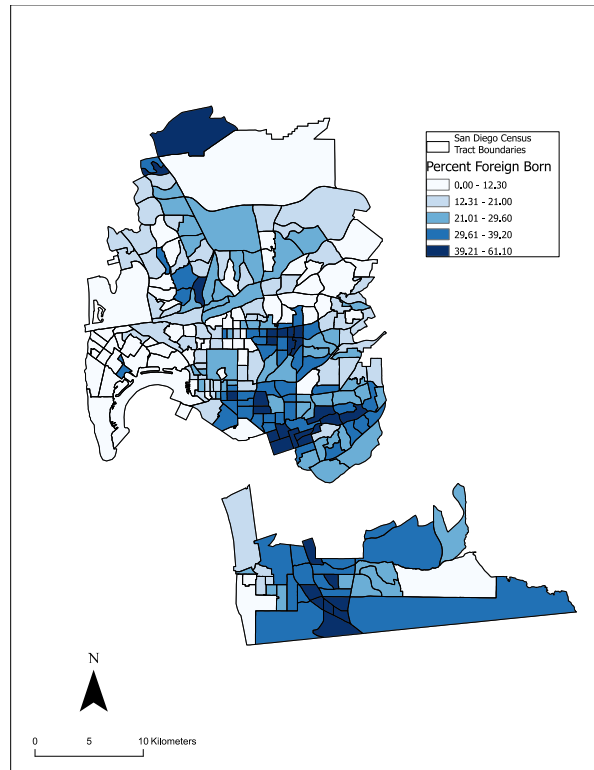 San Diego Census
Tract Boundaries
Percent Foreign Born
0.00 - 12.30
12.31 - 21.00
21.01 - 29.60
29.61 - 39.20
39.21 - 61.10
N
0 5 10 Kilometers